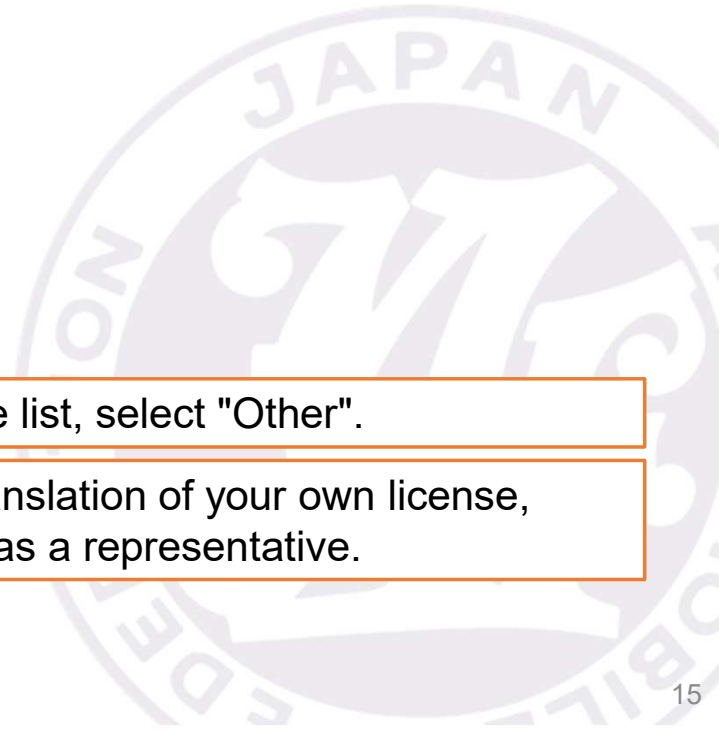 JAPAN
e list, select "Other".
nslation of your own license,
as a representative.
15